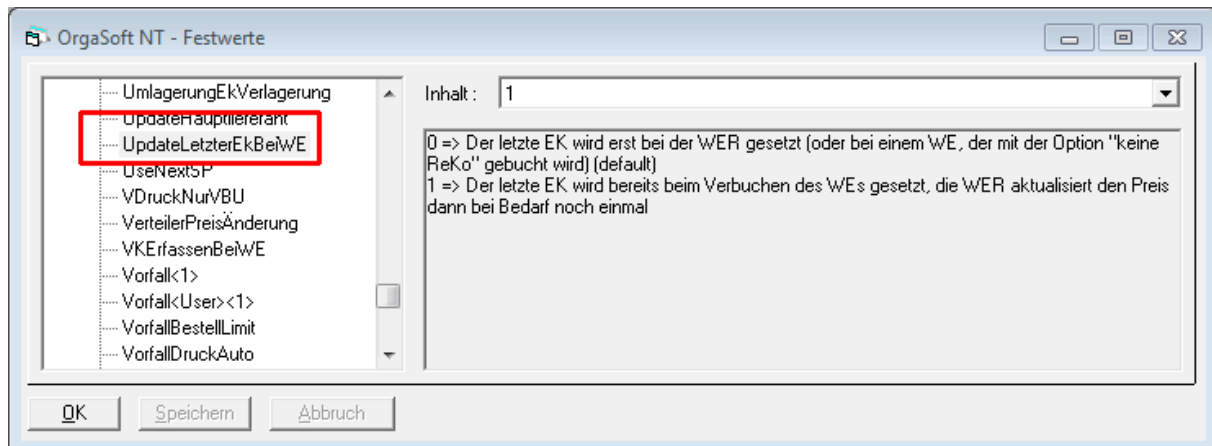 OrgaSoft NT - Festwerte
UmlagerungEkVerlagerung
UpdateHauptlieferant
UpdateLetzterEkBeiWE
UseNextSP
VDruckNurVBU
VerteilerPreisÄnderung
VKErfassenBeiWE
Vorfall<1>
Vorfall<User><1>
VorfallBestellLimit
VorfallDruckAuto
Inhalt : 1
0 => Der letzte EK wird erst bei der WER gesetzt (oder bei einem WE, der mit der Option "keine
ReKo" gebucht wird) (default)
1 => Der letzte EK wird bereits beim Verbuchen des WEs gesetzt, die WER aktualisiert den Preis
dann bei Bedarf noch einmal
OK Speichern Abbruch